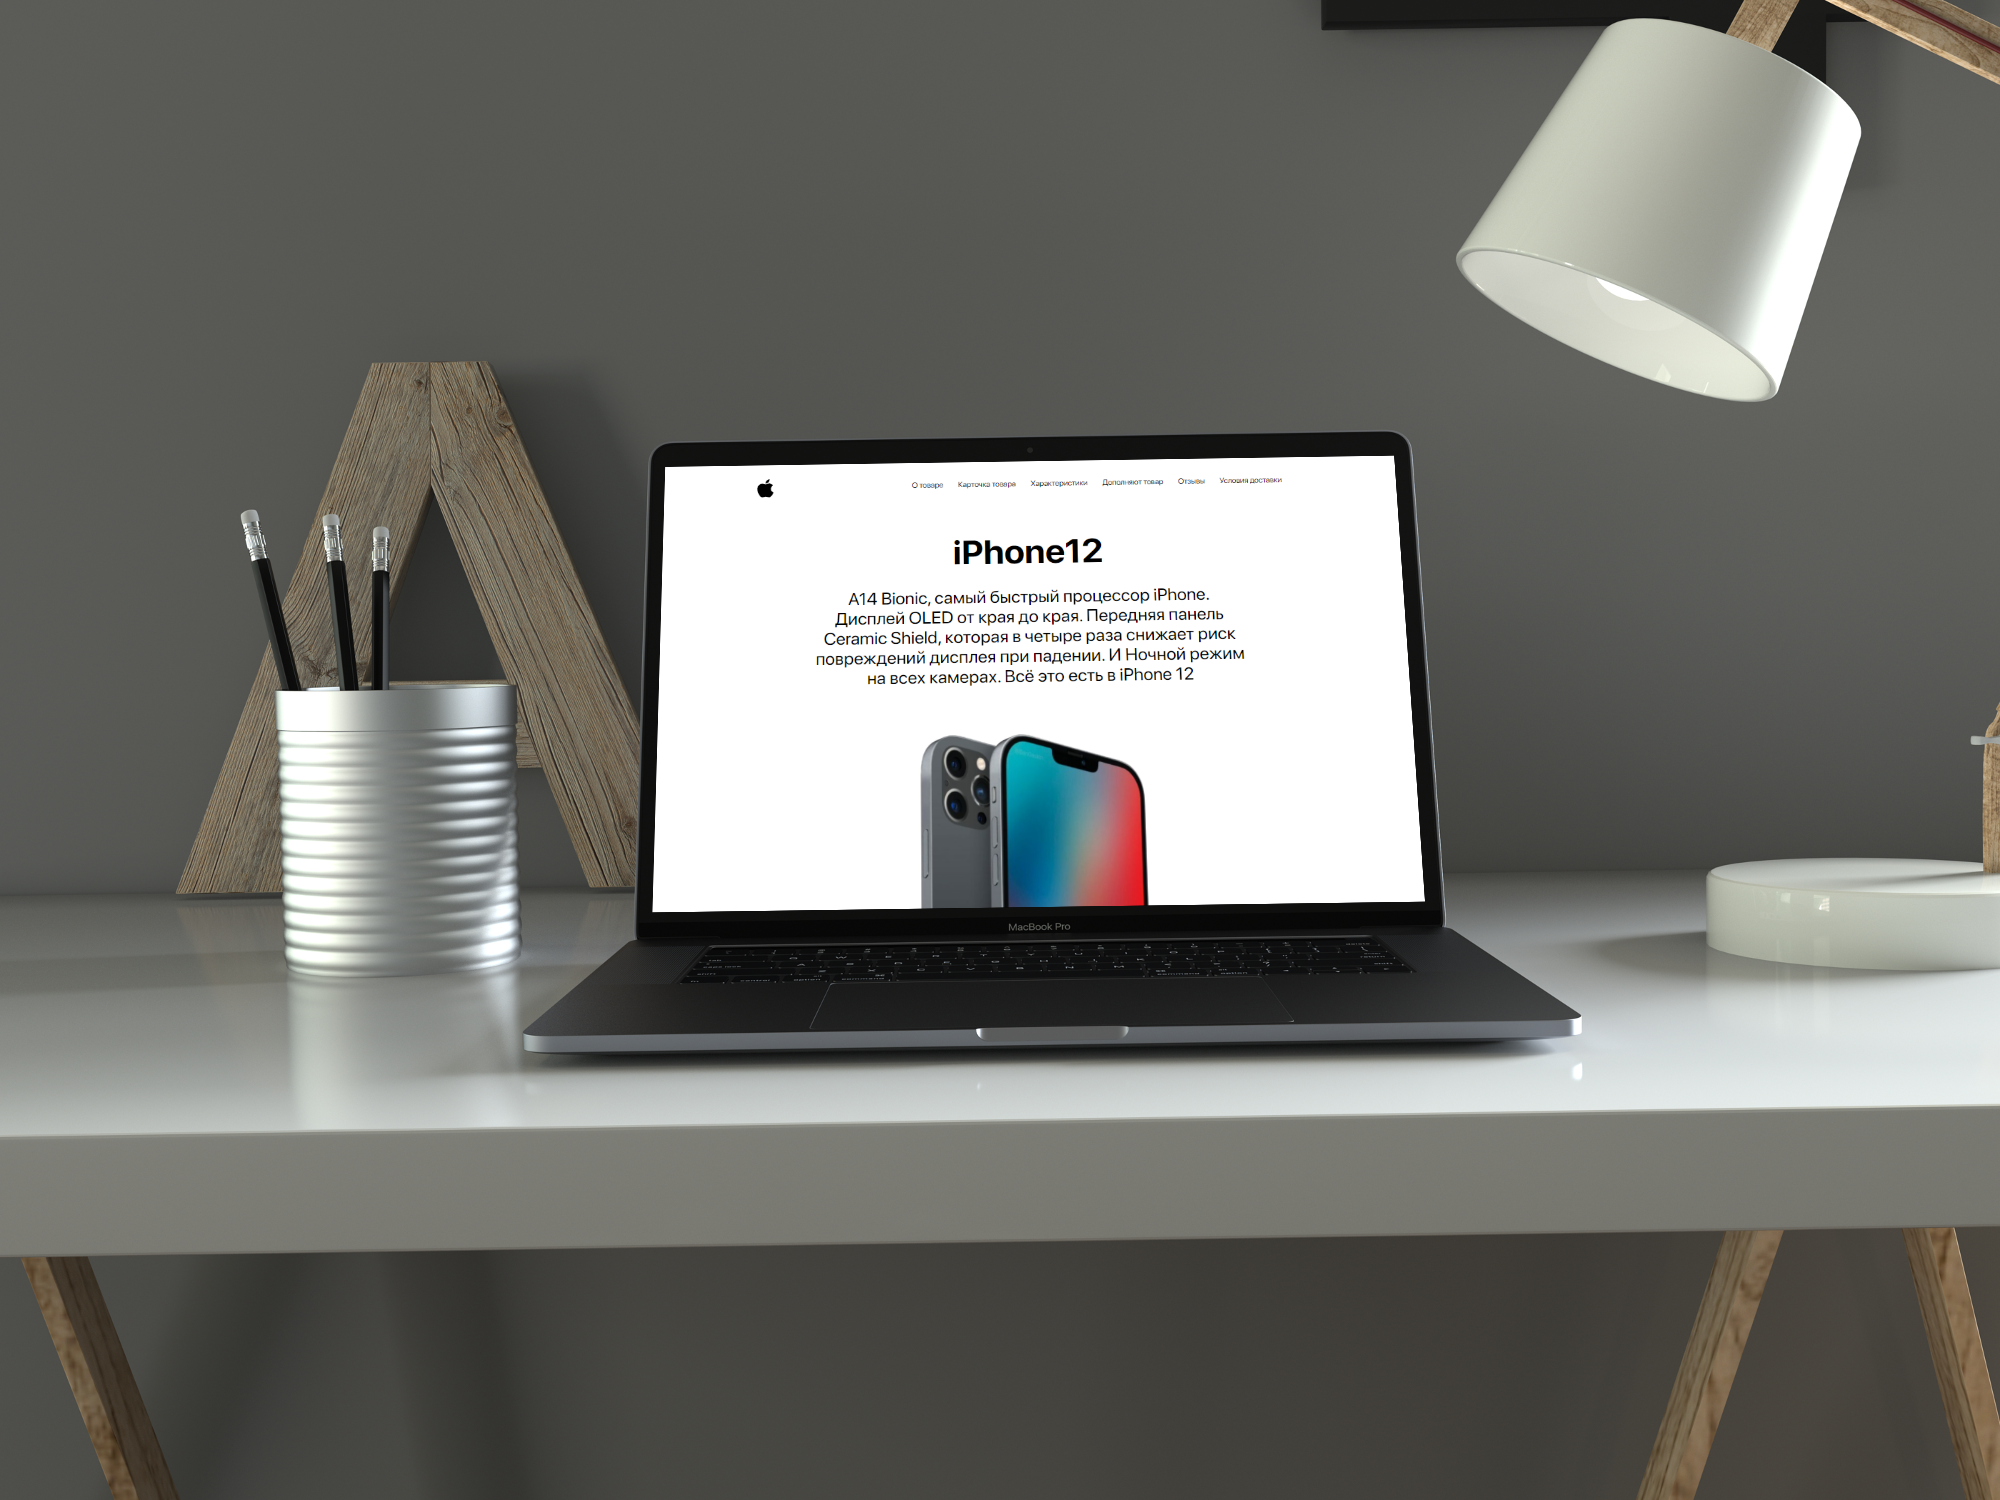 О товаре Карточка товара Характеристики Дополняют товар Отзывы Условия доставки
iPhone12
A14 Bionic, самый быстрый процессор iPhone.
Дисплей OLED от края до края. Передняя панель
Ceramic Shield, которая в четыре раза снижает риск
повреждений дисплея при падении. И Ночной режим
на всех камерах. Всё это есть в iPhone 12
MacBook Pro